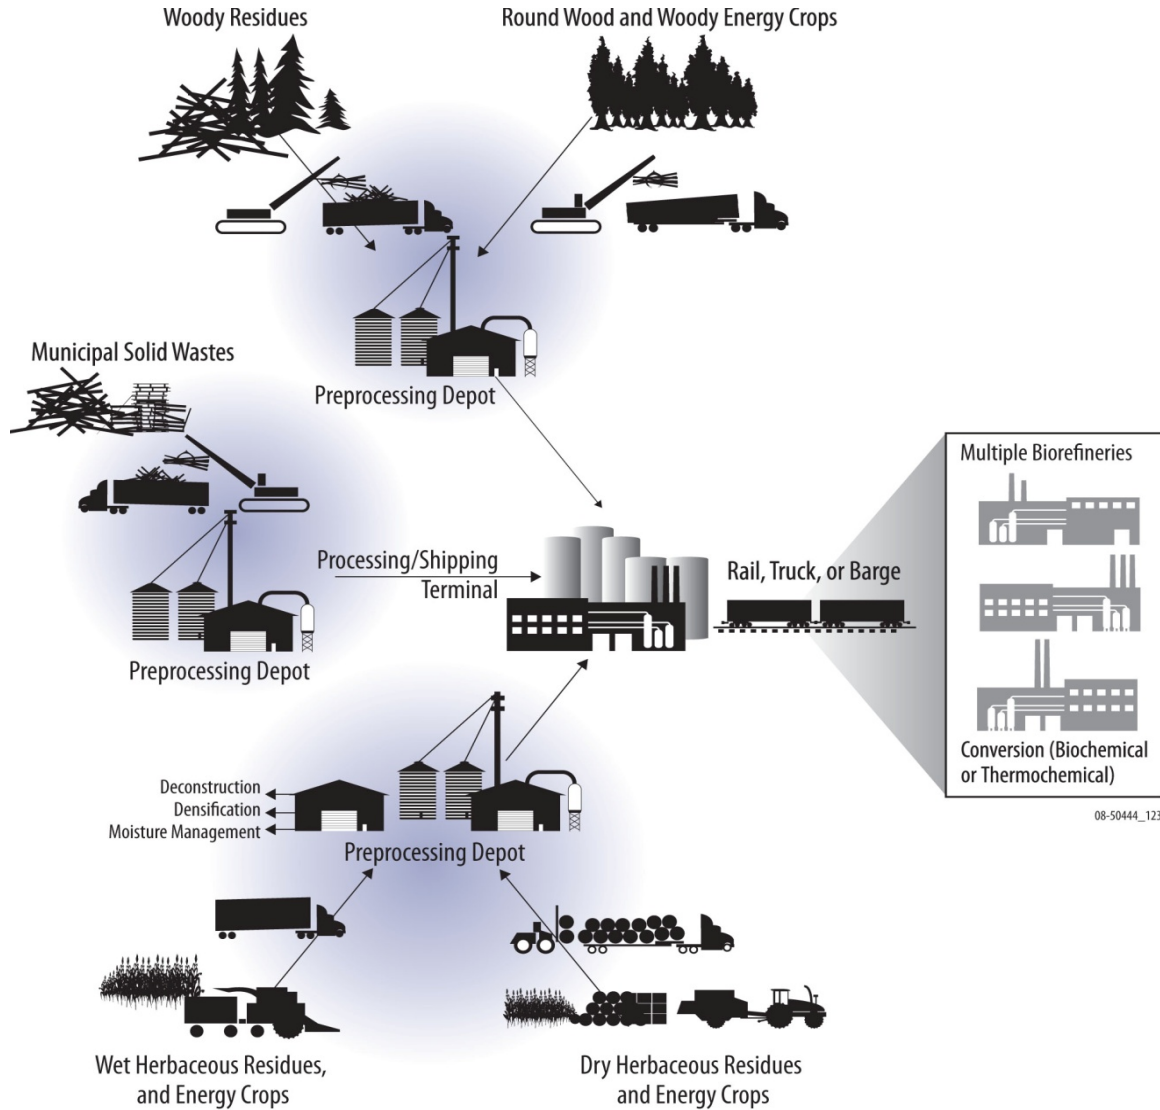 Woody Residues
Round Wood and Woody Energy Crops
Municipal Solid Wastes
Preprocessing Depot
Multiple Biorefineries
Processing/Shipping
Terminal
Rail, Truck, or Barge
Preprocessing Depot
Conversion (Biochemical
or Thermochemical)
Deconstruction
Densification
Moisture Management
08-50444_123
Preprocessing Depot
Wet Herbaceous Residues,
and Energy Crops
Dry Herbaceous Residues
and Energy Crops